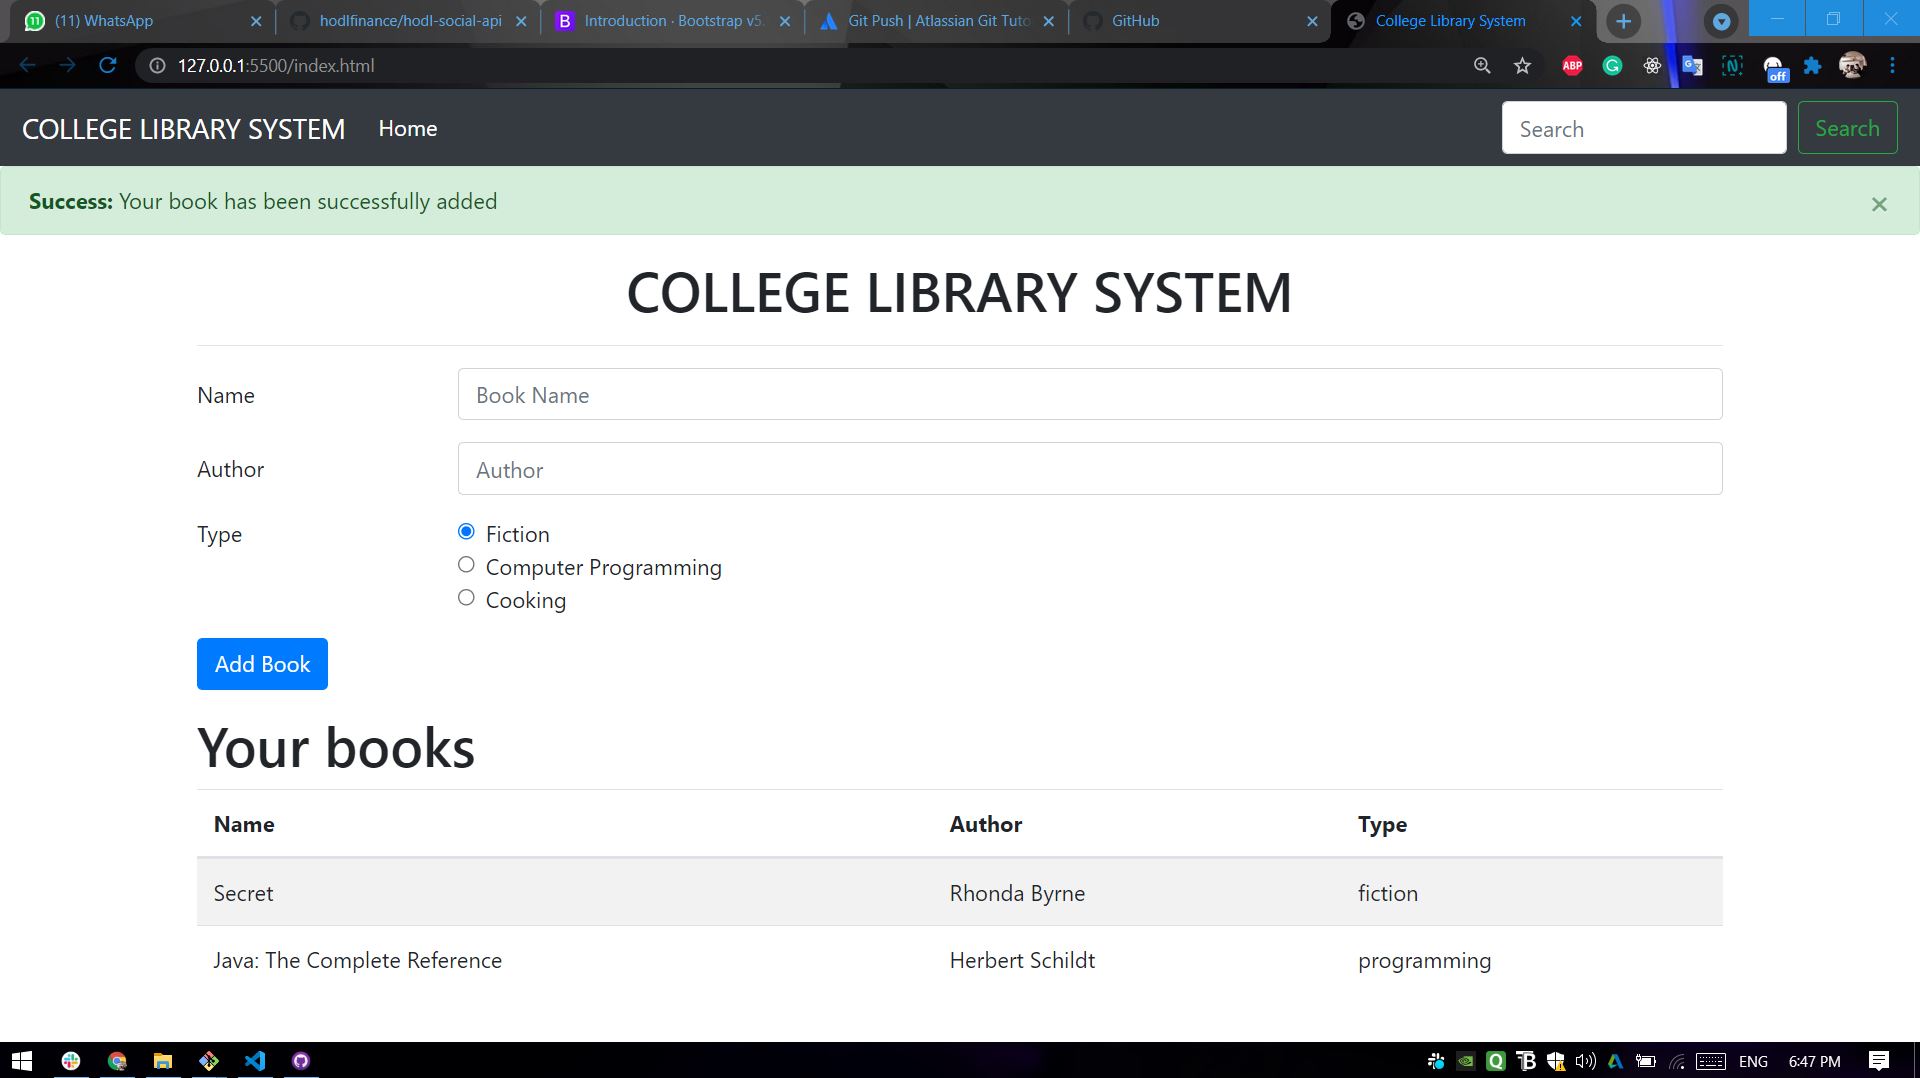 (11) WhatsApp
hodlfinance/hodl-social-api
Introduction · Bootstrap v5.
Git Push | Atlassian Git Tuto
GitHub
College Library System
127.0.0.1:5500/index.html
ABP
off
COLLEGE LIBRARY SYSTEM Home Search Search
Success: Your book has been successfully added
COLLEGE LIBRARY SYSTEM
Name Book Name
Author Author
Type Fiction
Computer Programming
Cooking
Add Book
Your books
Name Author Type
Secret Rhonda Byrne fiction
Java: The Complete Reference Herbert Schildt programming
ENG 6:47 PM